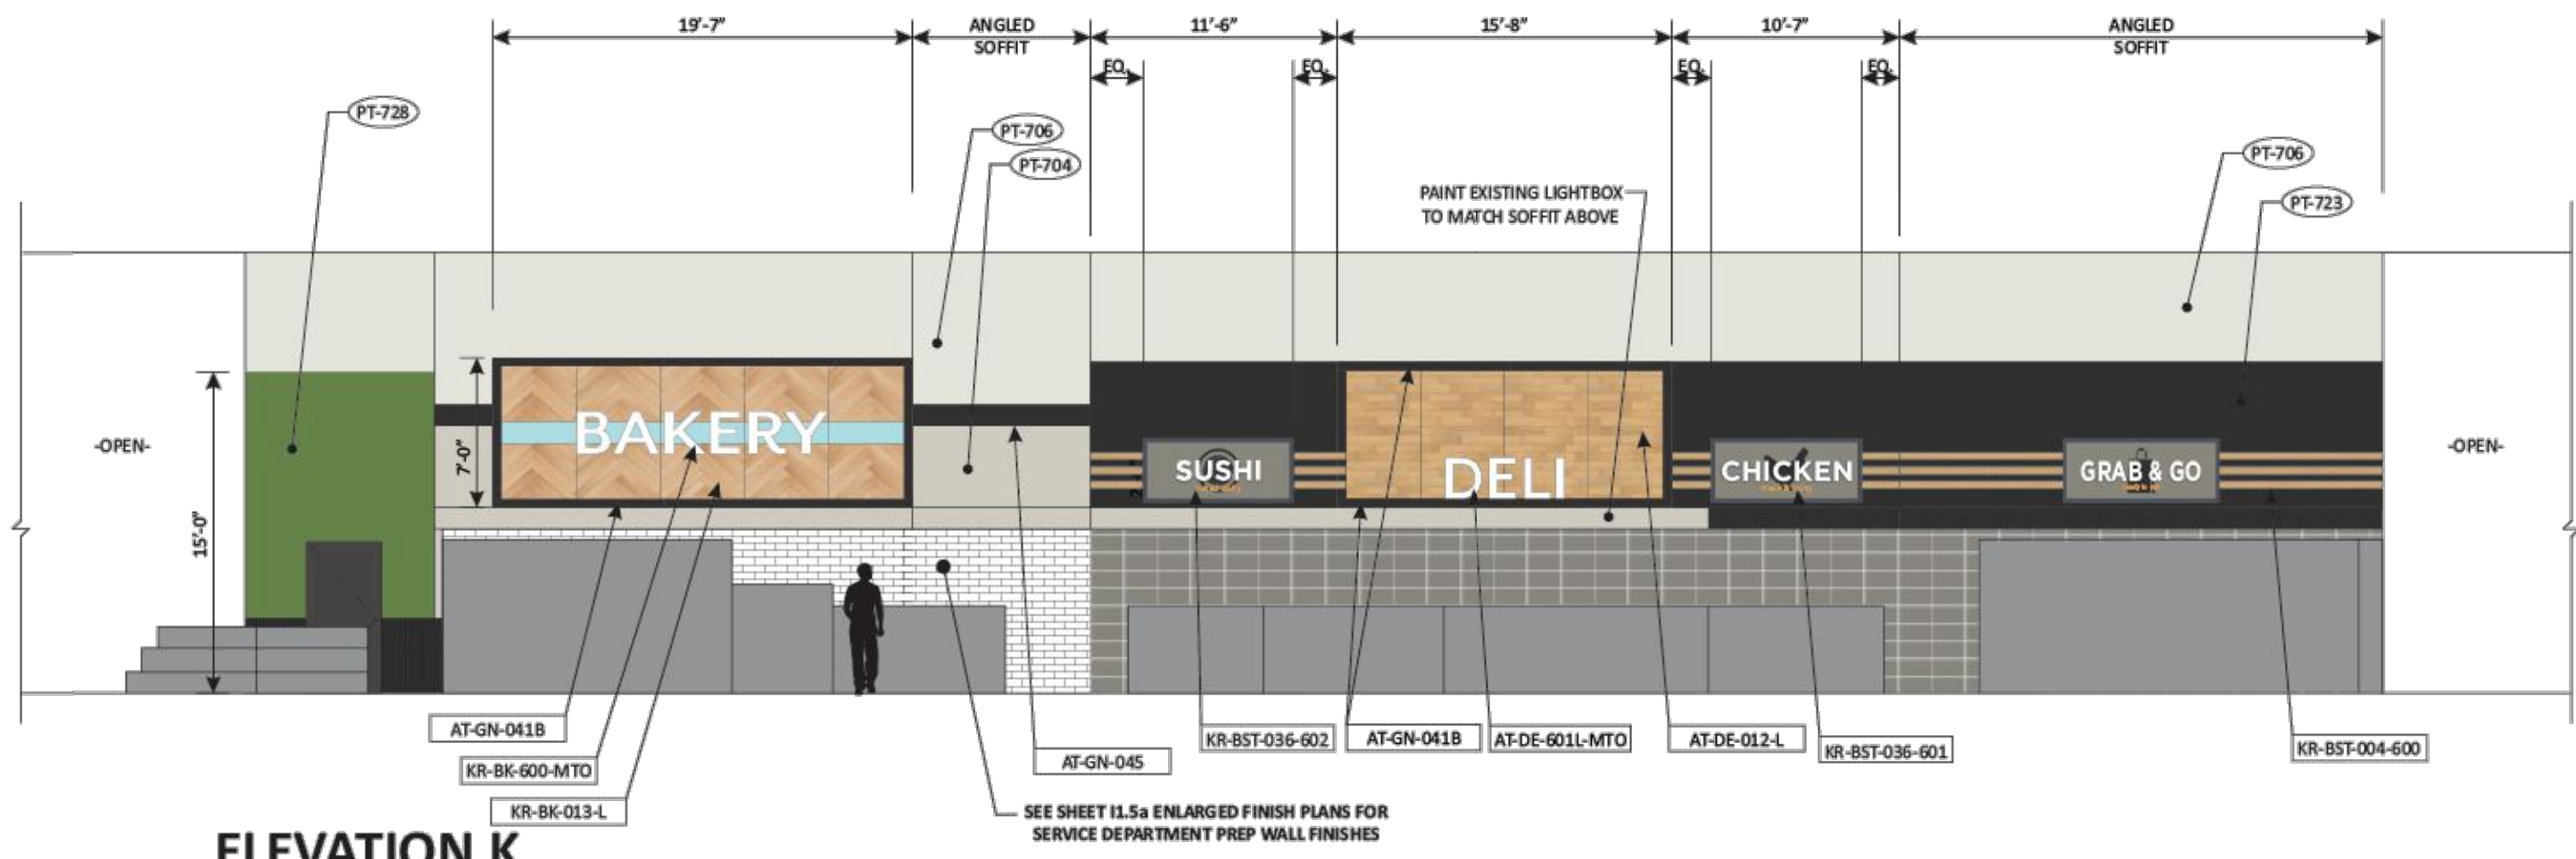 19'-7"
ANGLED
SOFFIT
11'-6"
15'-8"
10'-7"
ANGLED
SOFFIT
EQ.
EQ.
EQ.
EQ.
PT-728
PT-706
PT-704
PT-706
PT-723
PAINT EXISTING LIGHTBOX
TO MATCH SOFFIT ABOVE
-OPEN-
15'-0"
7'-0"
BAKERY
SUSHI
DELI
CHICKEN
GRAB & GO
-OPEN-
AT-GN-041B
KR-BK-600-MTO
KR-BK-013-L
AT-GN-045
KR-BST-036-602
AT-GN-041B
AT-DE-601L-MTO
AT-DE-012-L
KR-BST-036-601
KR-BST-004-600
SEE SHEET I1.5a ENLARGED FINISH PLANS FOR
SERVICE DEPARTMENT PREP WALL FINISHES
ELEVATION K